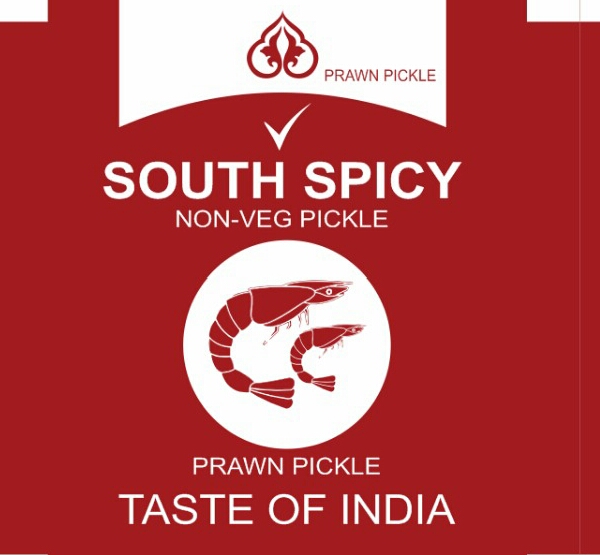 PRAWN PICKLE
SOUTH SPICY
NON-VEG PICKLE
PRAWN PICKLE
TASTE OF INDIA